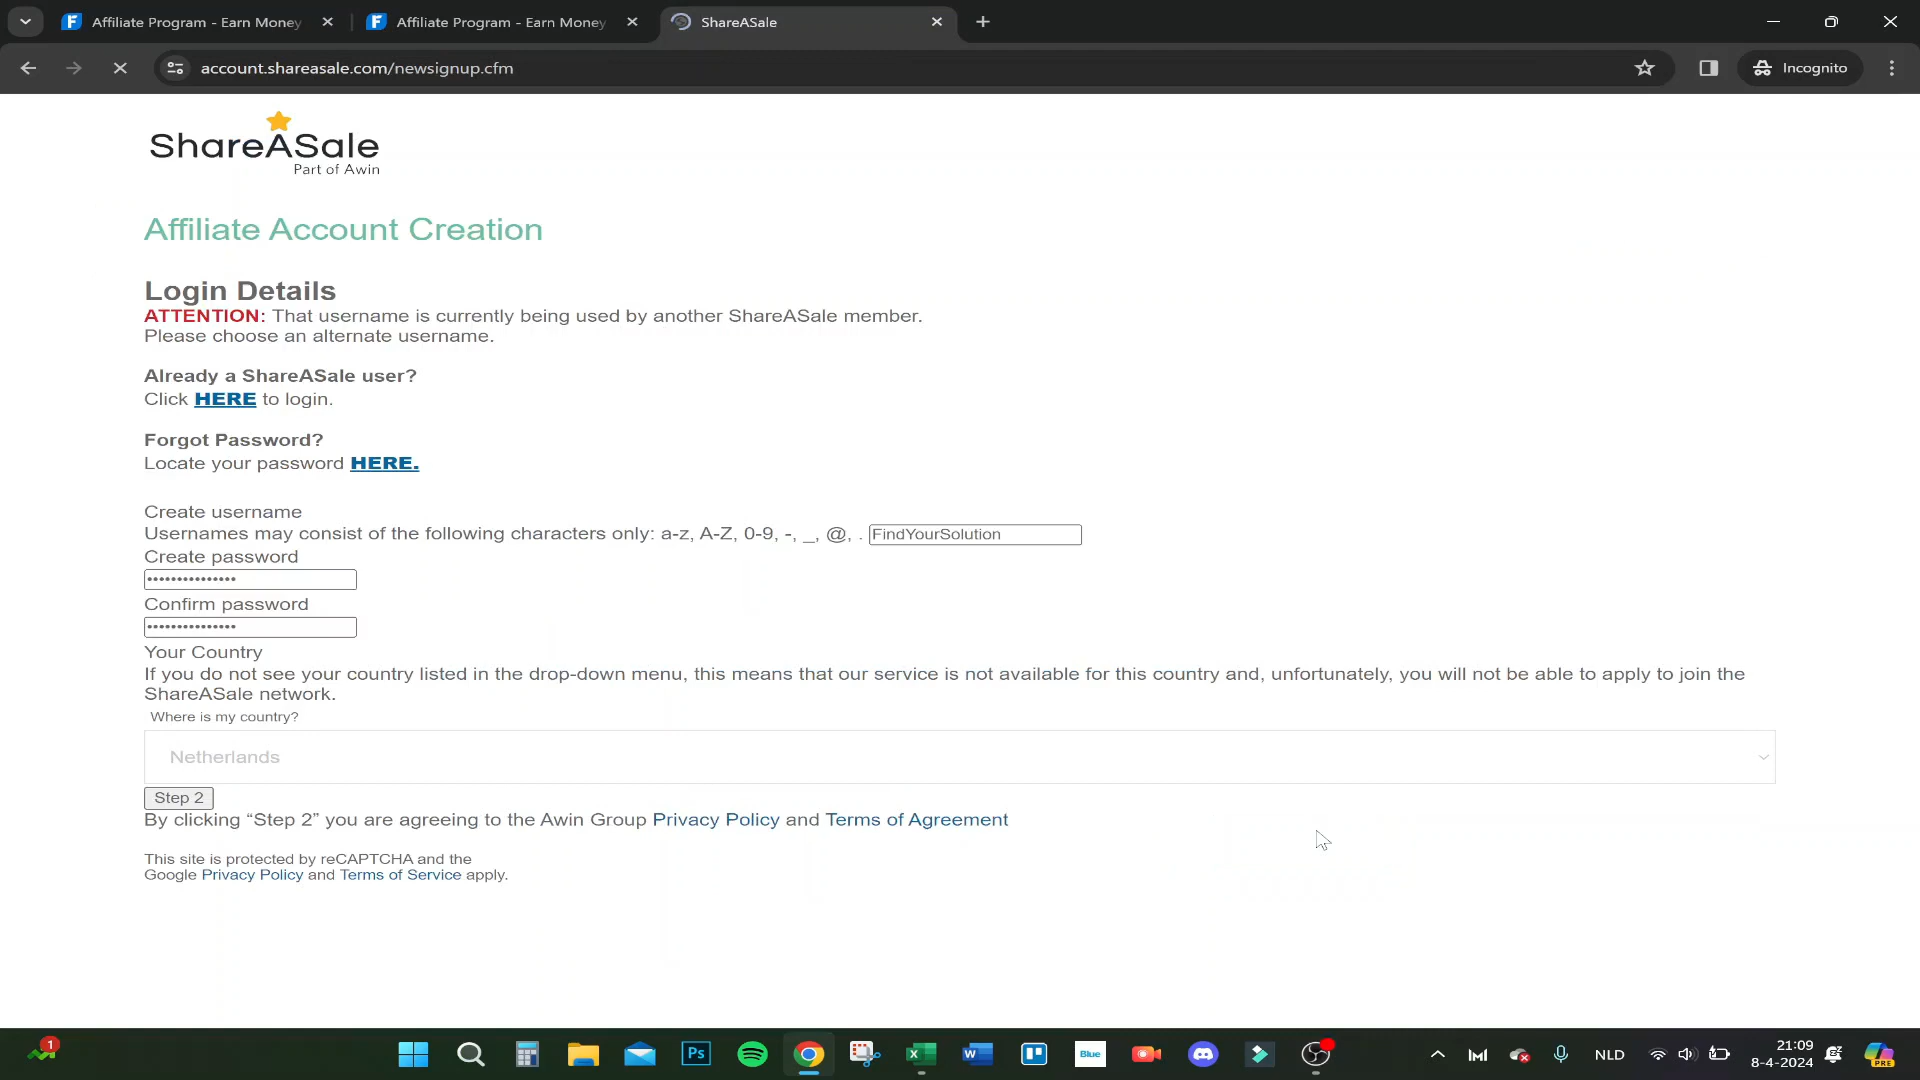 Affiliate Program - Earn Money
Affiliate Program - Earn Money
ShareASale
account.shareasale.com/newsignup.cfm
Incognito
ShareASale
Part of Awin
Affiliate Account Creation
Login Details
ATTENTION: That username is currently being used by another ShareASale member.
Please choose an alternate username.
Already a ShareASale user?
Click HERE to login.
Forgot Password?
Locate your password HERE.
Create username
Usernames may consist of the following characters only: a-z, A-Z, 0-9, -, _, @, . FindYourSolution
Create password
•••••••••••••••
Confirm password
•••••••••••••••
Your Country
If you do not see your country listed in the drop-down menu, this means that our service is not available for this country and, unfortunately, you will not be able to apply to join the
ShareASale network.
Where is my country?
Netherlands
Step 2
By clicking “Step 2” you are agreeing to the Awin Group Privacy Policy and Terms of Agreement
This site is protected by reCAPTCHA and the
Google Privacy Policy and Terms of Service apply.
1
Ps
Blue
NLD
21:09
8-4-2024
PRE